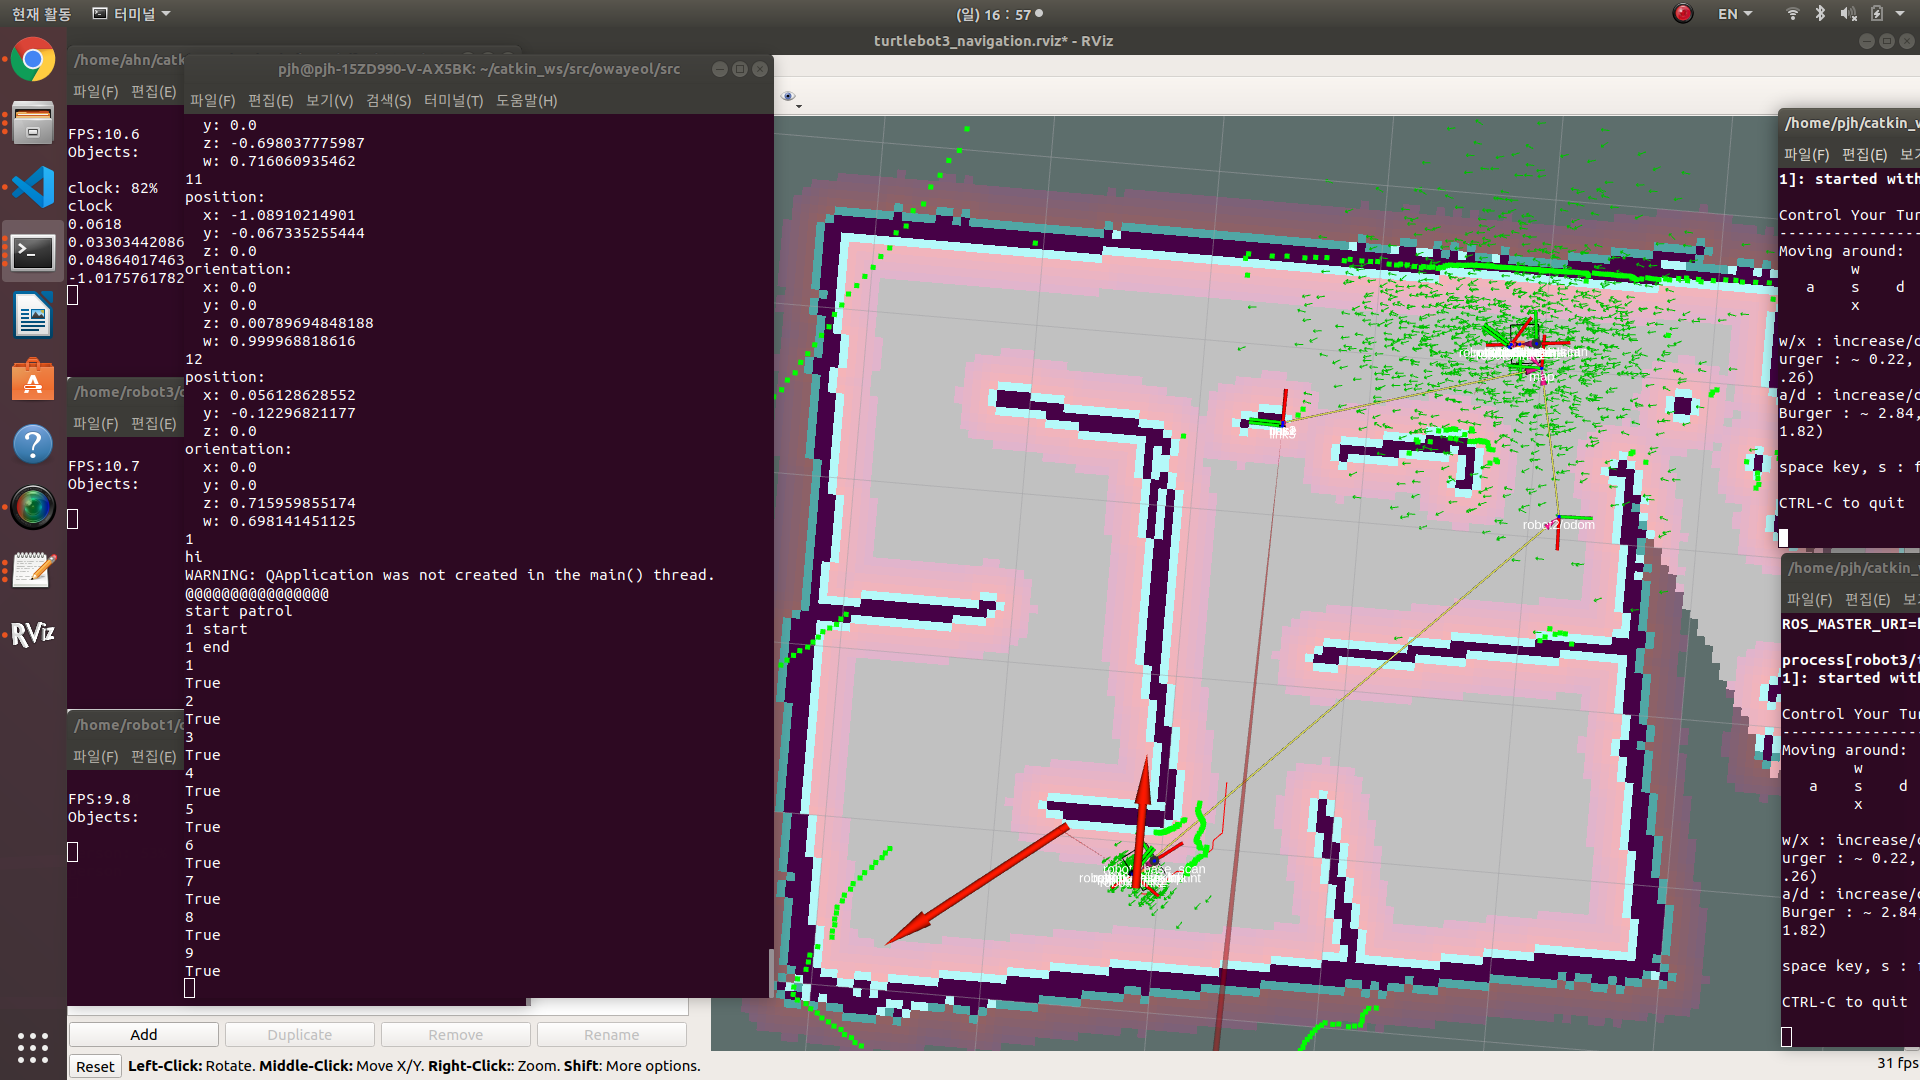 현재 활동
터미널
(일) 16 : 57
EN
turtlebot3_navigation.rviz* - RViz
/home/ahn/catk
파일(F) 편집(E)
FPS:10.6
Objects:
clock: 82%
clock
0.0618
0.03303442086
0.04864017463
-1.0175761782
/home/robot3/c
파일(F) 편집(E)
FPS:10.7
Objects:
/home/robot1/c
파일(F) 편집(E)
FPS:9.8
Objects:
pjh@pjh-15ZD990-V-AX5BK: ~/catkin_ws/src/owayeol/src
파일(F) 편집(E) 보기(V) 검색(S) 터미널(T) 도움말(H)
y: 0.0
z: -0.698037775987
w: 0.716060935462
11
position:
x: -1.08910214901
y: -0.067335255444
z: 0.0
orientation:
x: 0.0
y: 0.0
z: 0.00789694848188
w: 0.999968818616
12
position:
x: 0.056128628552
y: -0.12296821177
z: 0.0
orientation:
x: 0.0
y: 0.0
z: 0.715959855174
w: 0.698141451125
1
hi
WARNING: QApplication was not created in the main() thread.
@@@@@@@@@@@@@@@@
start patrol
1 start
1 end
1
True
2
True
3
True
4
True
5
True
6
True
7
True
8
True
9
True
map
robot2/odom
/home/pjh/catkin_w
파일(F) 편집(E) 보기
1]: started with
Control Your Tur
Moving around:
w
a s d
x
w/x : increase/d
urger : ~ 0.22,
.26)
a/d : increase/d
Burger : ~ 2.84,
1.82)
space key, s : f
CTRL-C to quit
/home/pjh/catkin_w
파일(F) 편집(E) 보기
ROS_MASTER_URI=h
process[robot3/t
1]: started with
Control Your Tur
Moving around:
w
a s d
x
w/x : increase/d
urger : ~ 0.22,
.26)
a/d : increase/d
Burger : ~ 2.84,
1.82)
space key, s : f
CTRL-C to quit
RViz
Add
Duplicate
Remove
Rename
Reset
Left-Click: Rotate. Middle-Click: Move X/Y. Right-Click:: Zoom. Shift: More options.
31 fps